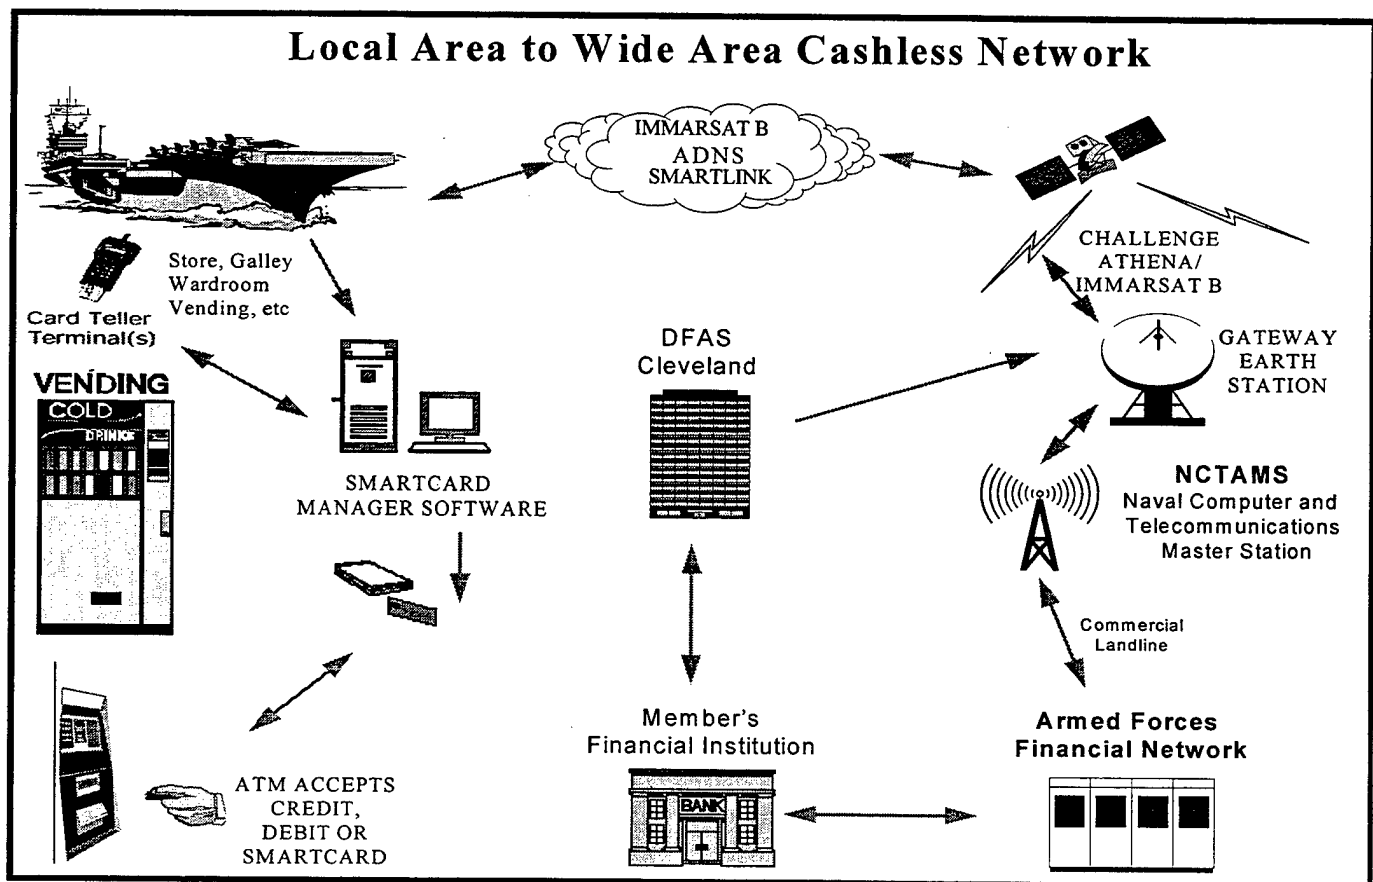 Local Area to Wide Area Cashless Network
IMMARSAT B
ADNS
SMARTLINK
Store, Galley
Wardroom
Vending, etc
Card Teller
Terminal(s)
CHALLENGE
ATHENA/
IMMARSAT B
GATEWAY
EARTH
STATION
DFAS
Cleveland
VENDING
COLD
DRINK
SMARTCARD
MANAGER SOFTWARE
NCTAMS
Naval Computer and
Telecommunications
Master Station
Commercial
Landline
Member's
Financial Institution
BANK
Armed Forces
Financial Network
ATM ACCEPTS
CREDIT,
DEBIT OR
SMARTCARD